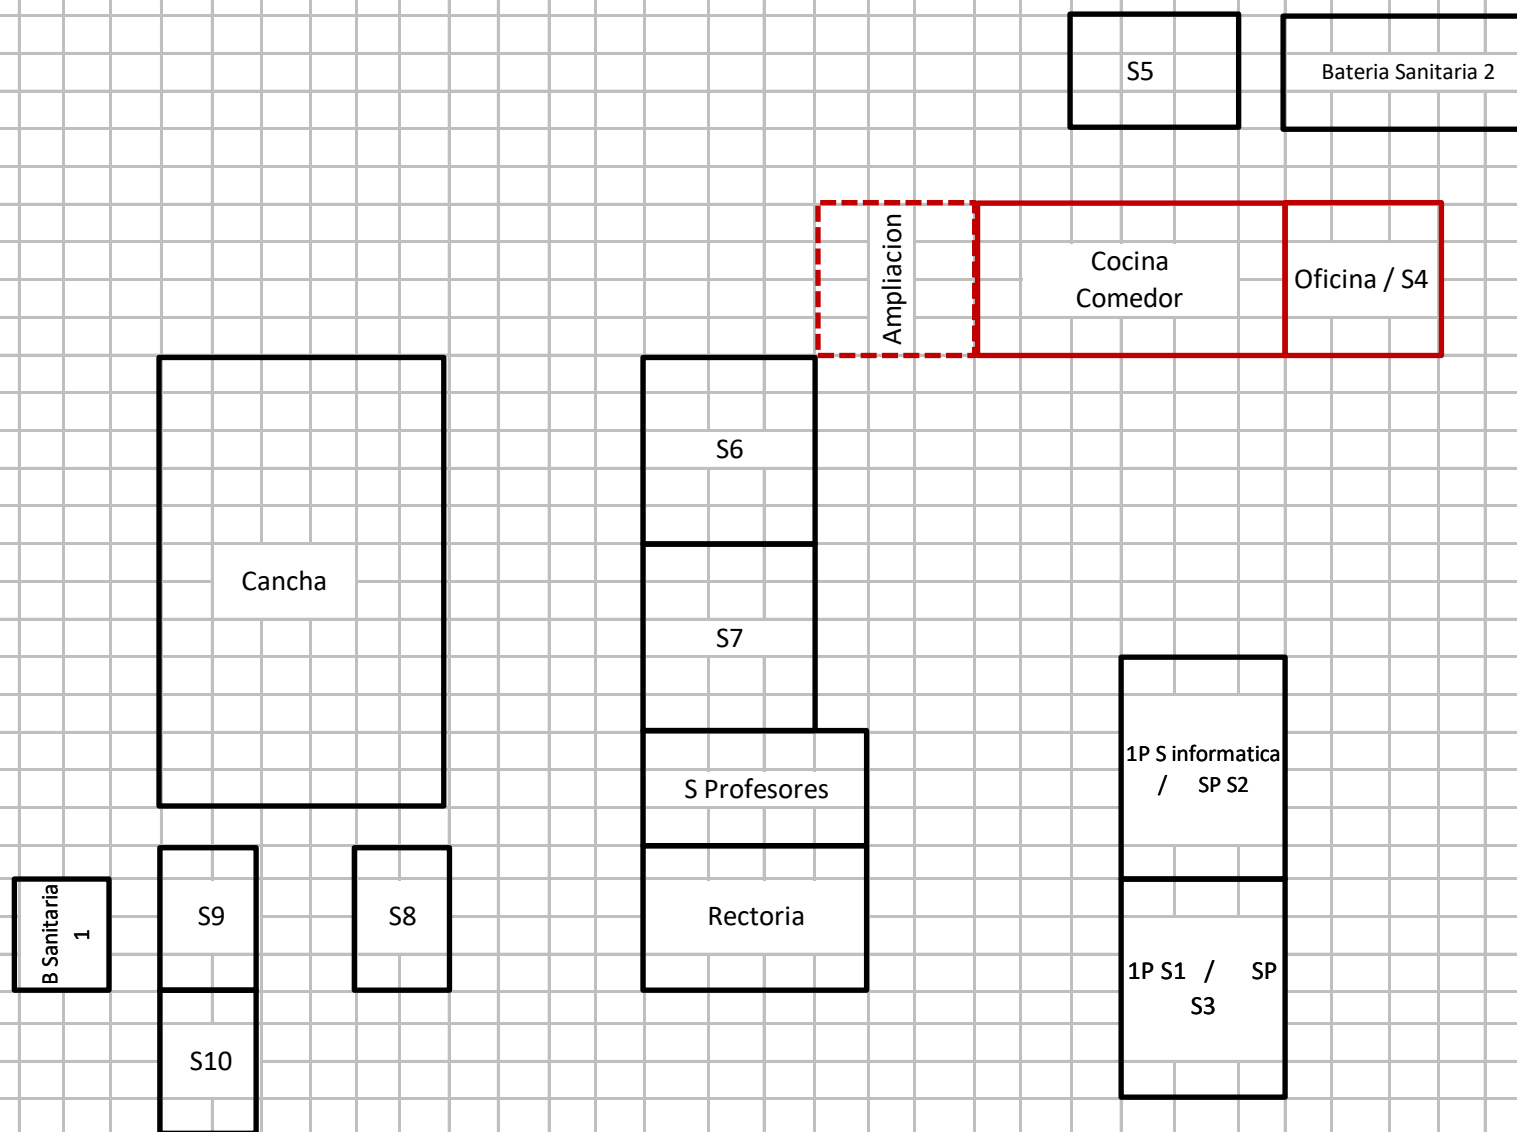 S5
Bateria Sanitaria 2
Ampliacion
Cocina
Comedor
Oficina / S4
S6
Cancha
S7
1P S informatica
/ SP S2
S Profesores
B Sanitaria
1
S9
S8
Rectoria
1P S1 / SP
S3
S10